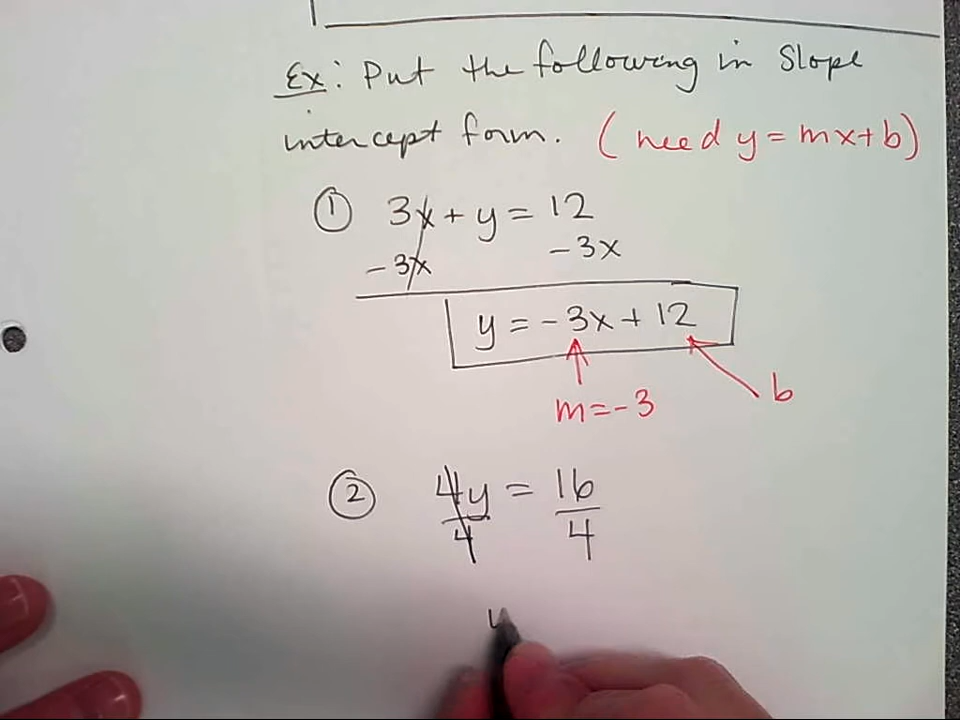 Ex: Put the following in Slope
intercept form. (need y = mx + b)
① 3x + y = 12
- 3x - 3x
y = - 3x + 12
m = - 3 b
② 4y = 16
4 4
y